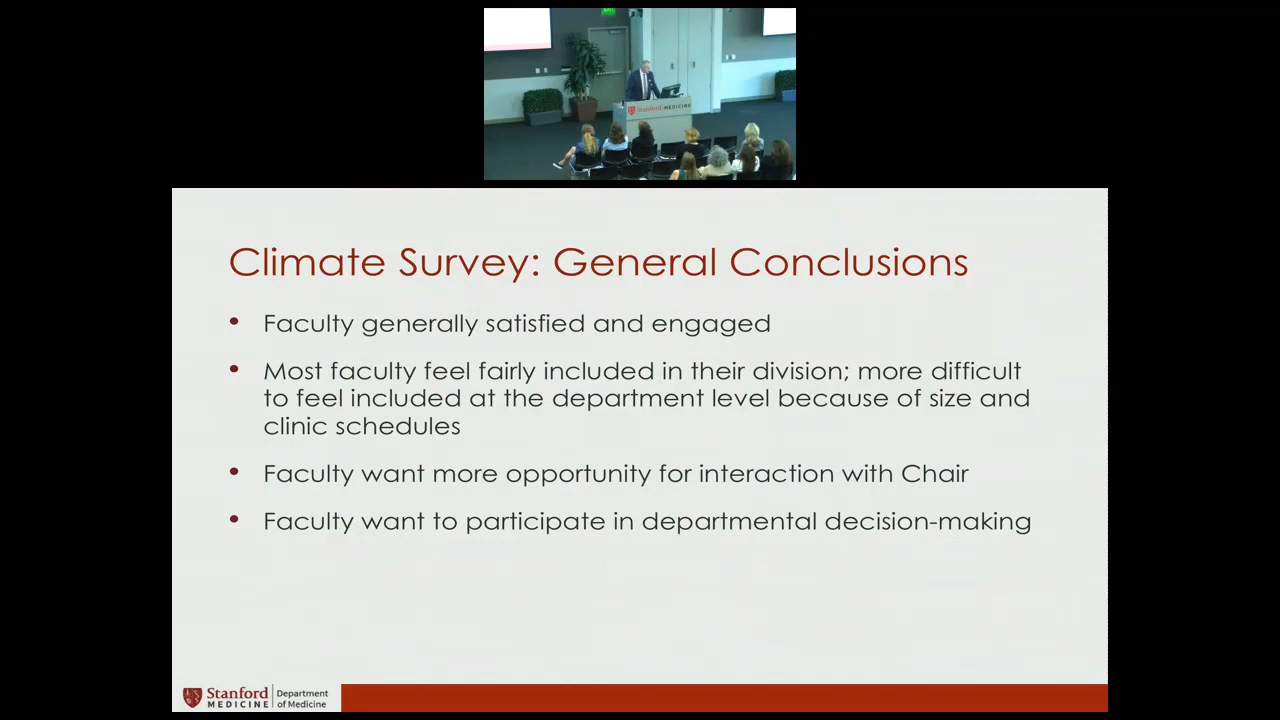 Stanford MEDICINE
Climate Survey: General Conclusions
• Faculty generally satisfied and engaged
• Most faculty feel fairly included in their division; more difficult
to feel included at the department level because of size and
clinic schedules
• Faculty want more opportunity for interaction with Chair
• Faculty want to participate in departmental decision-making
Stanford
MEDICINE
Department
of Medicine